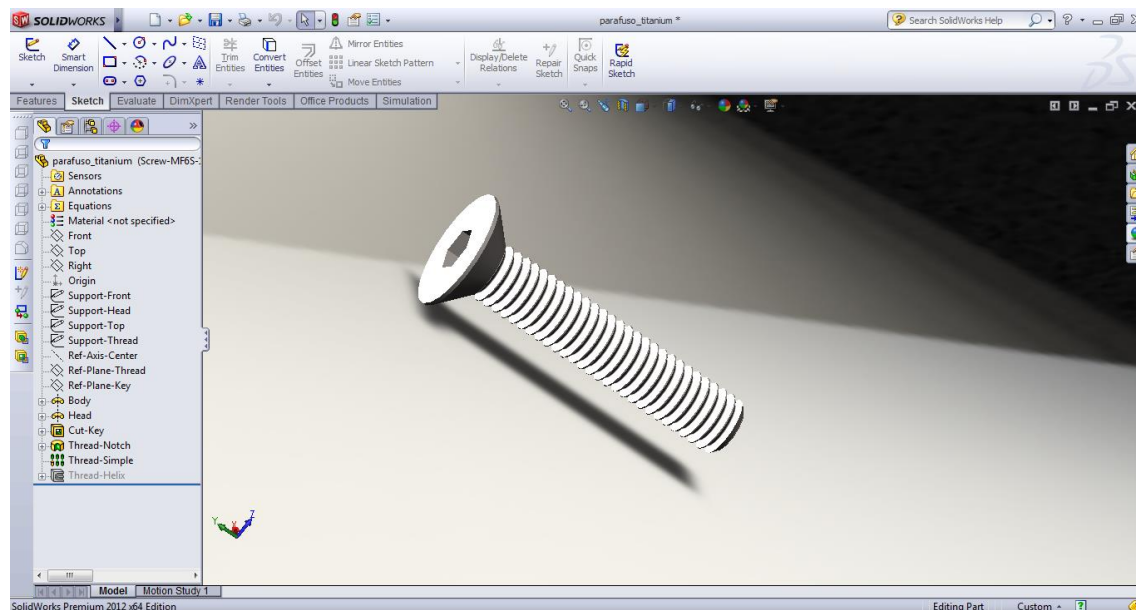 SOLIDWORKS
parafuso_titanium *
Search SolidWorks Help
Sketch
Smart Dimension
Trim Entities
Convert Entities
Offset Entities
Mirror Entities
Linear Sketch Pattern
Move Entities
Display/Delete Relations
Repair Sketch
Quick Snaps
Rapid Sketch
Features Sketch Evaluate DimXpert Render Tools Office Products Simulation
parafuso_titanium (Screw-MF6S-
Sensors
Annotations
Equations
Material <not specified>
Front
Top
Right
Origin
Support-Front
Support-Head
Support-Top
Support-Thread
Ref-Axis-Center
Ref-Plane-Thread
Ref-Plane-Key
Body
Head
Cut-Key
Thread-Notch
Thread-Simple
Thread-Helix
Y X Z
Model Motion Study 1
SolidWorks Premium 2012 x64 Edition
Editing Part
Custom